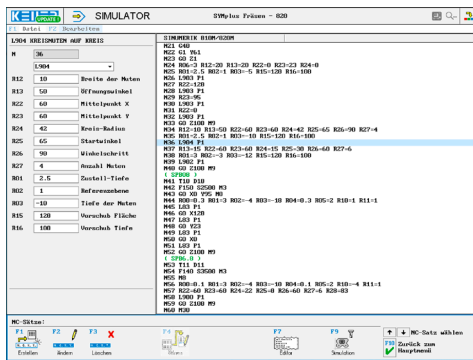 KELLER UPDATE SIMULATOR SYMplus Fräsen - 820
F1 Datei F2 Bearbeiten
L904 KREISNUTEN AUF KREIS
N 36
L904
R12 10 Breite der Nuten
R13 50 Öffnungswinkel
R22 60 Mittelpunkt X
R23 60 Mittelpunkt Y
R24 42 Kreis-Radius
R25 65 Startwinkel
R26 90 Winkelschritt
R27 4 Anzahl Nuten
R01 2.5 Zustell-Tiefe
R02 1 Referenzebene
R03 -10 Tiefe der Nuten
R15 120 Vorschub Fläche
R16 100 Vorschub Tiefe
SINUMERIK 810M/820M
N21 G40
N22 G1 Y61
N23 G0 Z1
N24 R06=3 R12=20 R13=20 R22=0 R23=23 R24=0
N25 R01=2.5 R02=1 R03=-5 R15=120 R16=100
N26 L903 P1
N27 R22=120
N28 L903 P1
N29 R23=95
N30 L903 P1
N31 R22=0
N32 L903 P1
N33 G0 Z100 M9
N34 R12=10 R13=50 R22=60 R23=60 R24=42 R25=65 R26=90 R27=4
N35 R01=2.5 R02=1 R03=-10 R15=120 R16=100
N36 L904 P1
N37 R13=15 R22=60 R23=60 R24=15 R25=30 R26=60 R27=6
N38 R01=3 R02=-3 R03=-12 R15=120 R16=100
N39 L902 P1
N40 G0 Z100 M9
N41 T10 D10
N42 F150 S2500 M3
N43 G0 X0 Y95 M8
N44 R00=0.3 R01=3 R02=-4 R03=-18 R04=0.3 R05=2 R10=1 R11=1
N45 L83 P1
N46 G0 X120
N47 L83 P1
N48 G0 Y23
N49 L83 P1
N50 G0 X0
N51 L83 P1
N52 G0 Z100 M9
N53 T11 D11
N54 F140 S3500 M3
N55 M8
N56 R00=0.1 R01=3 R02=-4 R03=-18 R04=0.1 R05=2 R10=-4 R11=1
N57 R22=60 R23=60 R24=22 R25=0 R26=60 R27=6 R28=83
N58 L900 P1
N59 G0 Z100 M9
N60 M30
NC-Sätze:
F1 F2 F3 F4 F7 F9
Erstellen Ändern Löschen Editor Simulation
NC-Satz wählen
F10 Zurück zum
Hauptmenü